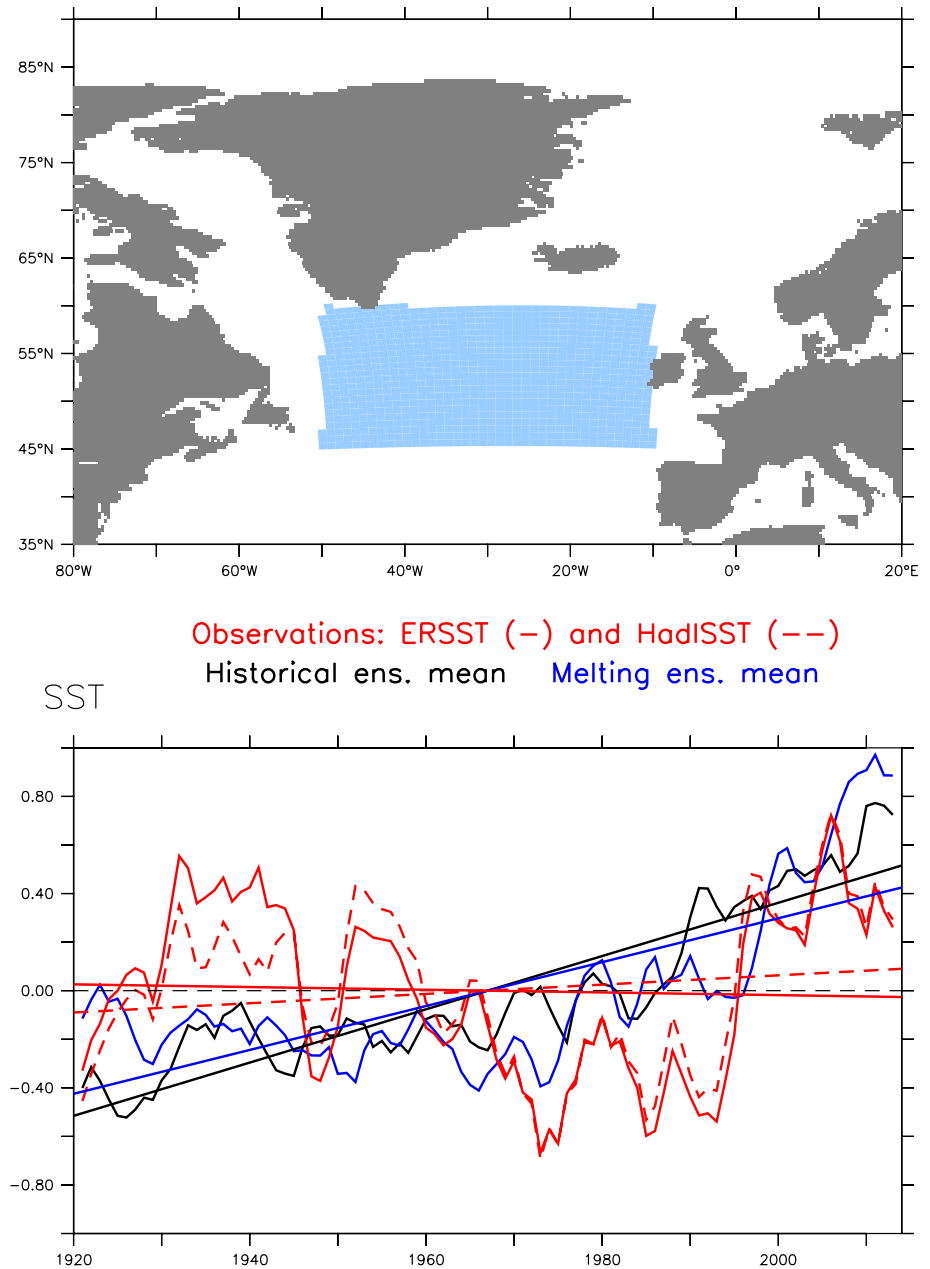 85°N
75°N
65°N
55°N
45°N
35°N
80°W 60°W 40°W 20°W 0° 20°E
Observations: ERSST (–) and HadISST (– –)
Historical ens. mean Melting ens. mean
SST
0.80
0.40
0.00
−0.40
−0.80
1920 1940 1960 1980 2000